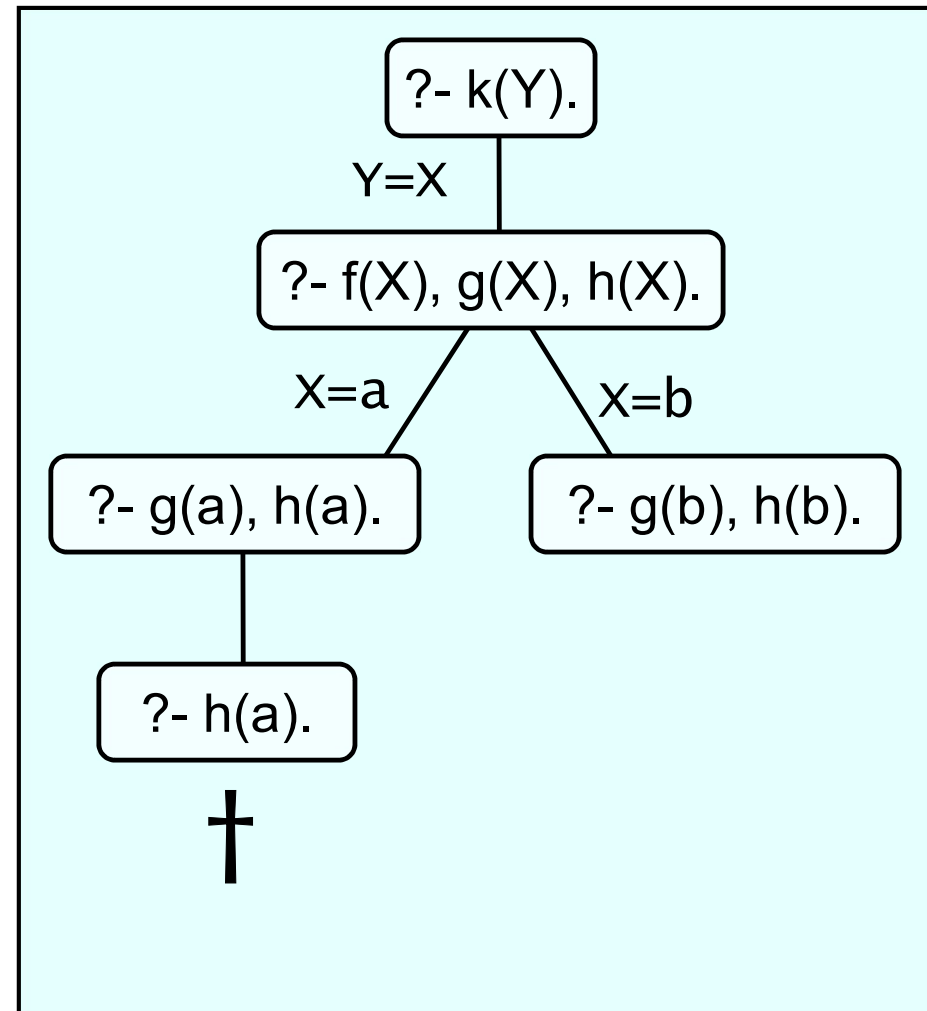 ?- k(Y).
Y=X
?- f(X), g(X), h(X).
X=a
X=b
?- g(a), h(a).
?- g(b), h(b).
?- h(a).
†